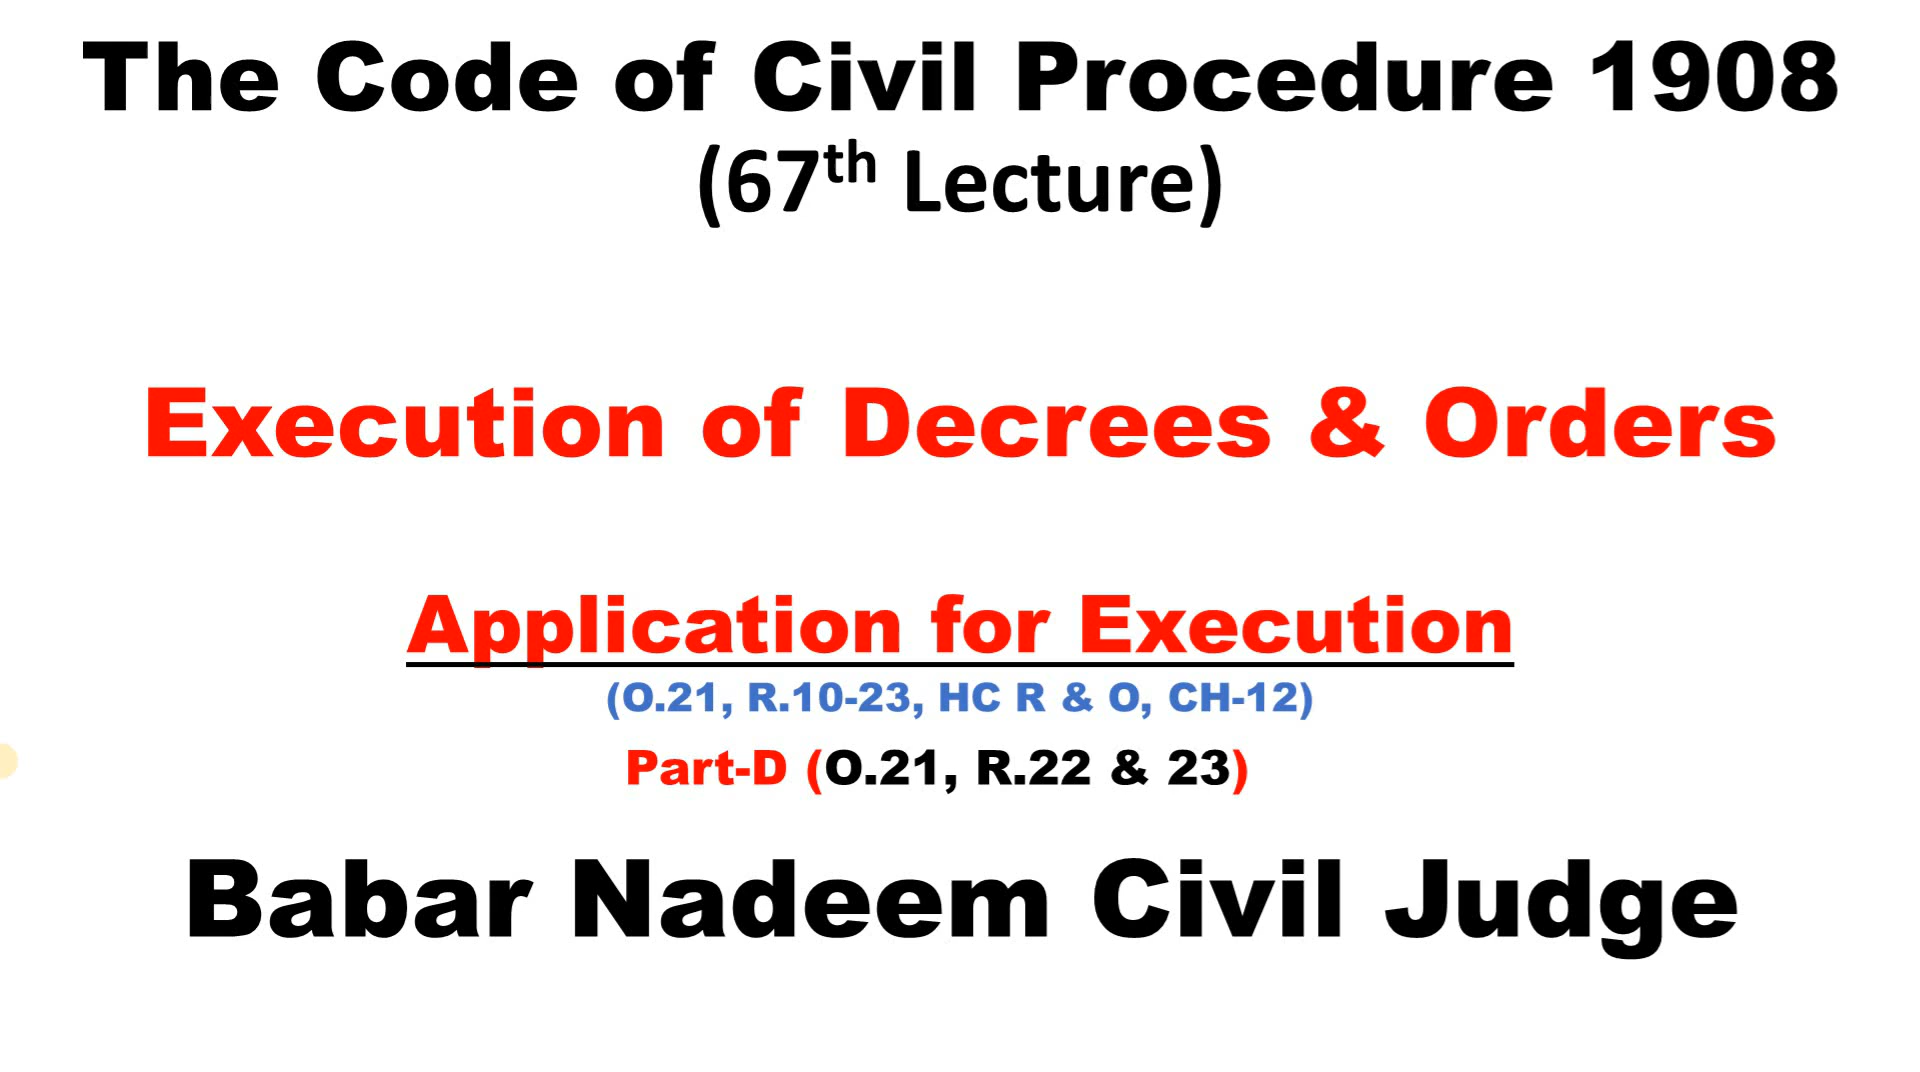 The Code of Civil Procedure 1908
(67th Lecture)
Execution of Decrees & Orders
Application for Execution
(O.21, R.10-23, HC R & O, CH-12)
Part-D (O.21, R.22 & 23)
Babar Nadeem Civil Judge